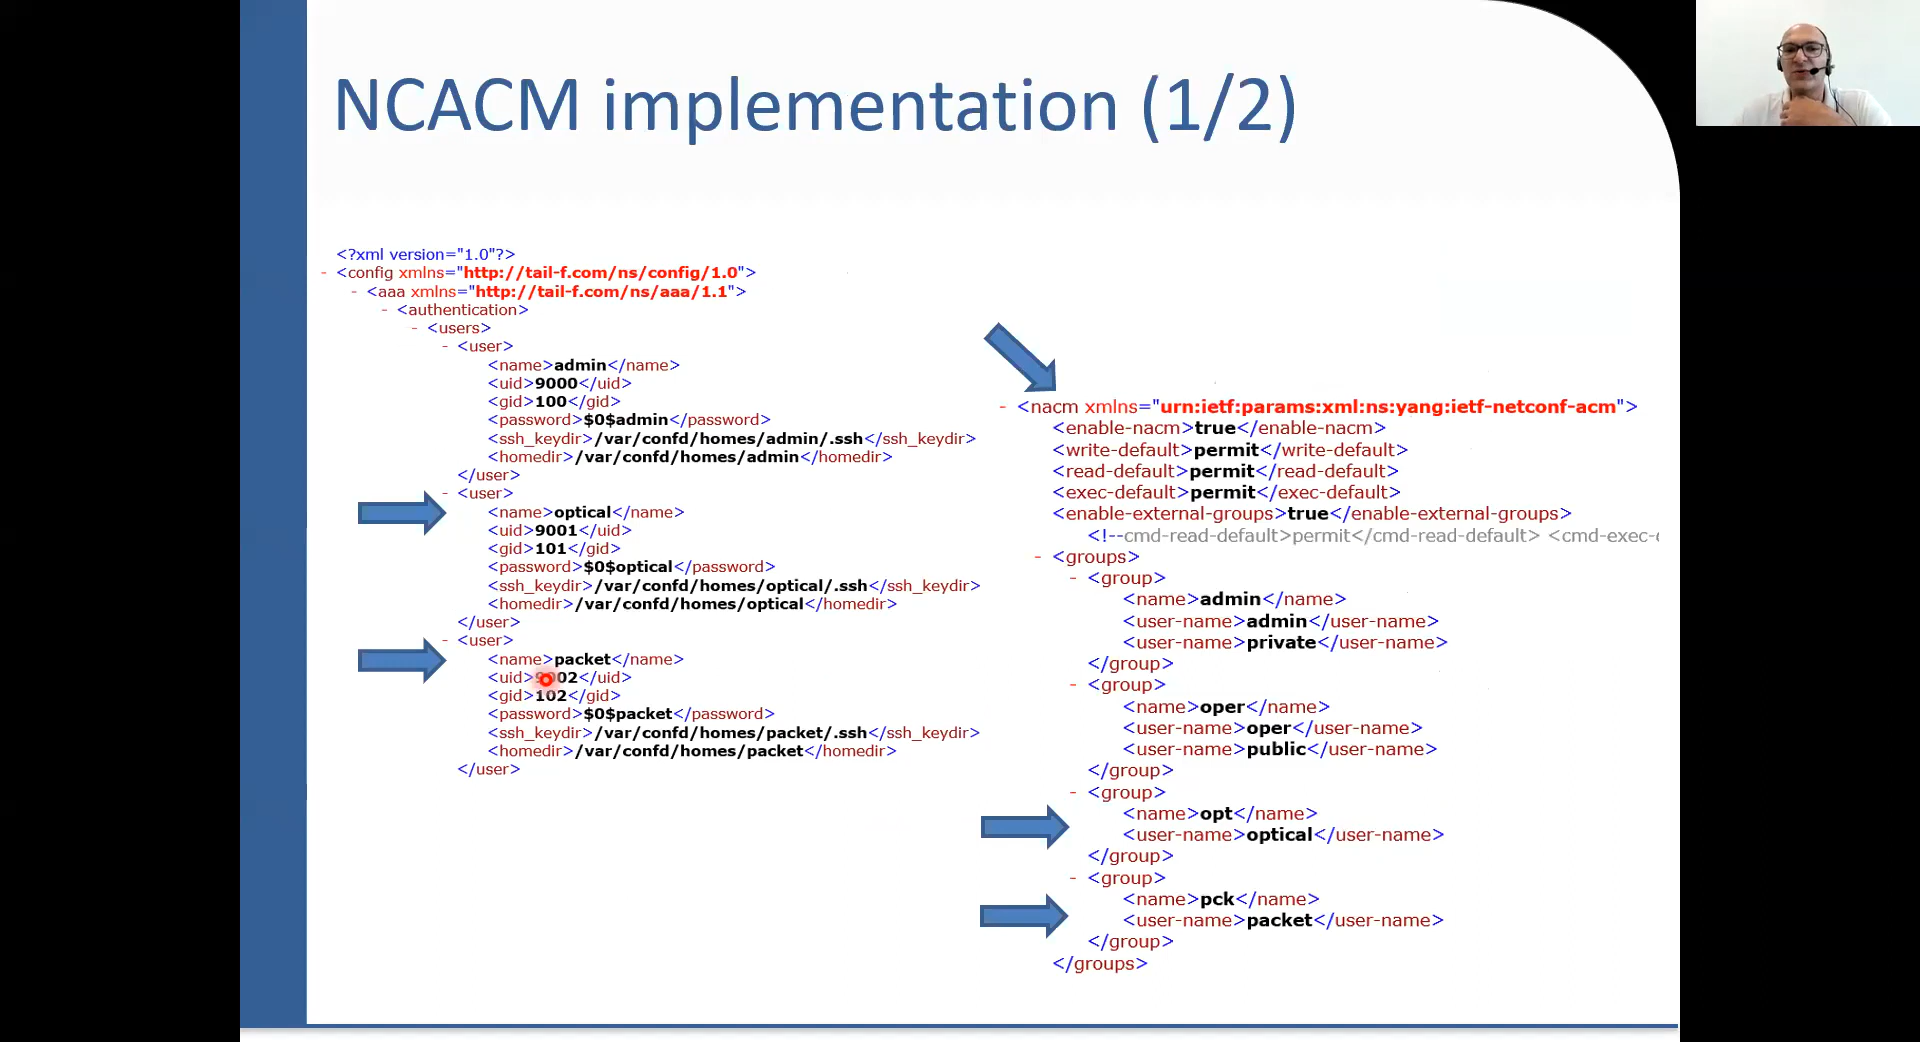 NCACM implementation (1/2)
<?xml version="1.0"?>
- <config xmlns="http://tail-f.com/ns/config/1.0">
- <aaa xmlns="http://tail-f.com/ns/aaa/1.1">
- <authentication>
- <users>
- <user>
<name>admin</name>
<uid>9000</uid>
<gid>100</gid>
<password>$0$admin</password>
<ssh_keydir>/var/confd/homes/admin/.ssh</ssh_keydir>
<homedir>/var/confd/homes/admin</homedir>
</user>
- <user>
<name>optical</name>
<uid>9001</uid>
<gid>101</gid>
<password>$0$optical</password>
<ssh_keydir>/var/confd/homes/optical/.ssh</ssh_keydir>
<homedir>/var/confd/homes/optical</homedir>
</user>
- <user>
<name>packet</name>
<uid>9002</uid>
<gid>102</gid>
<password>$0$packet</password>
<ssh_keydir>/var/confd/homes/packet/.ssh</ssh_keydir>
<homedir>/var/confd/homes/packet</homedir>
</user>
- <nacm xmlns="urn:ietf:params:xml:ns:yang:ietf-netconf-acm">
<enable-nacm>true</enable-nacm>
<write-default>permit</write-default>
<read-default>permit</read-default>
<exec-default>permit</exec-default>
<enable-external-groups>true</enable-external-groups>
<!--cmd-read-default>permit</cmd-read-default> <cmd-exec-
- <groups>
- <group>
<name>admin</name>
<user-name>admin</user-name>
<user-name>private</user-name>
</group>
- <group>
<name>oper</name>
<user-name>oper</user-name>
<user-name>public</user-name>
</group>
- <group>
<name>opt</name>
<user-name>optical</user-name>
</group>
- <group>
<name>pck</name>
<user-name>packet</user-name>
</group>
</groups>